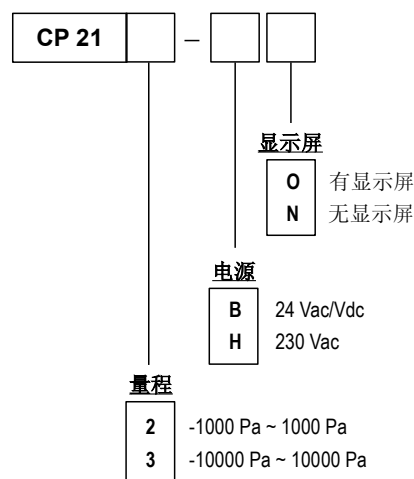 CP 21 –
显示屏
O 有显示屏
N 无显示屏
电源
B 24 Vac/Vdc
H 230 Vac
量程
2 -1000 Pa ~ 1000 Pa
3 -10000 Pa ~ 10000 Pa